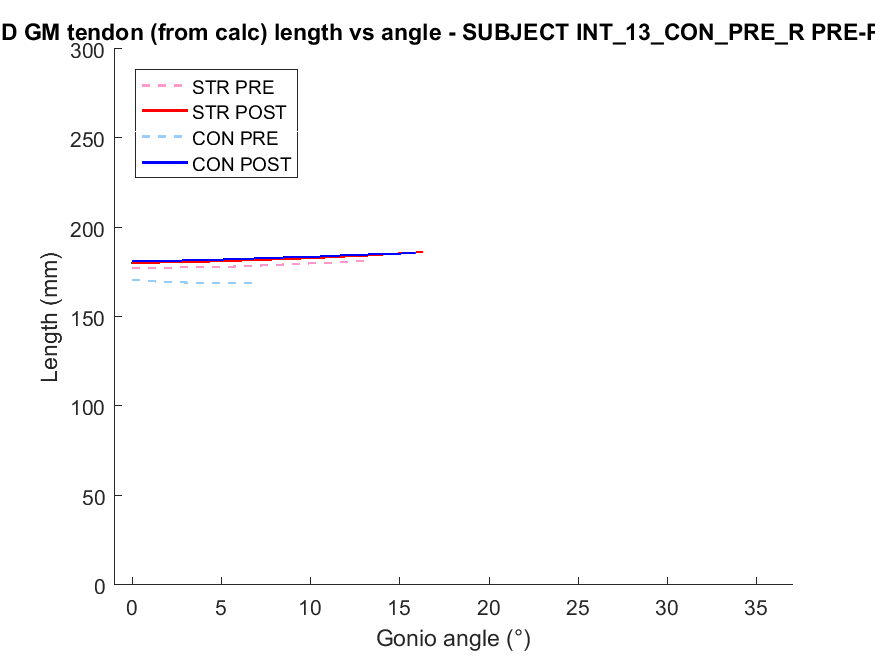 D GM tendon (from calc) length vs angle - SUBJECT INT_13_CON_PRE_R PRE-P
300
250
200
150
100
50
0
Length (mm)
STR PRE
STR POST
CON PRE
CON POST
0 5 10 15 20 25 30 35
Gonio angle (°)